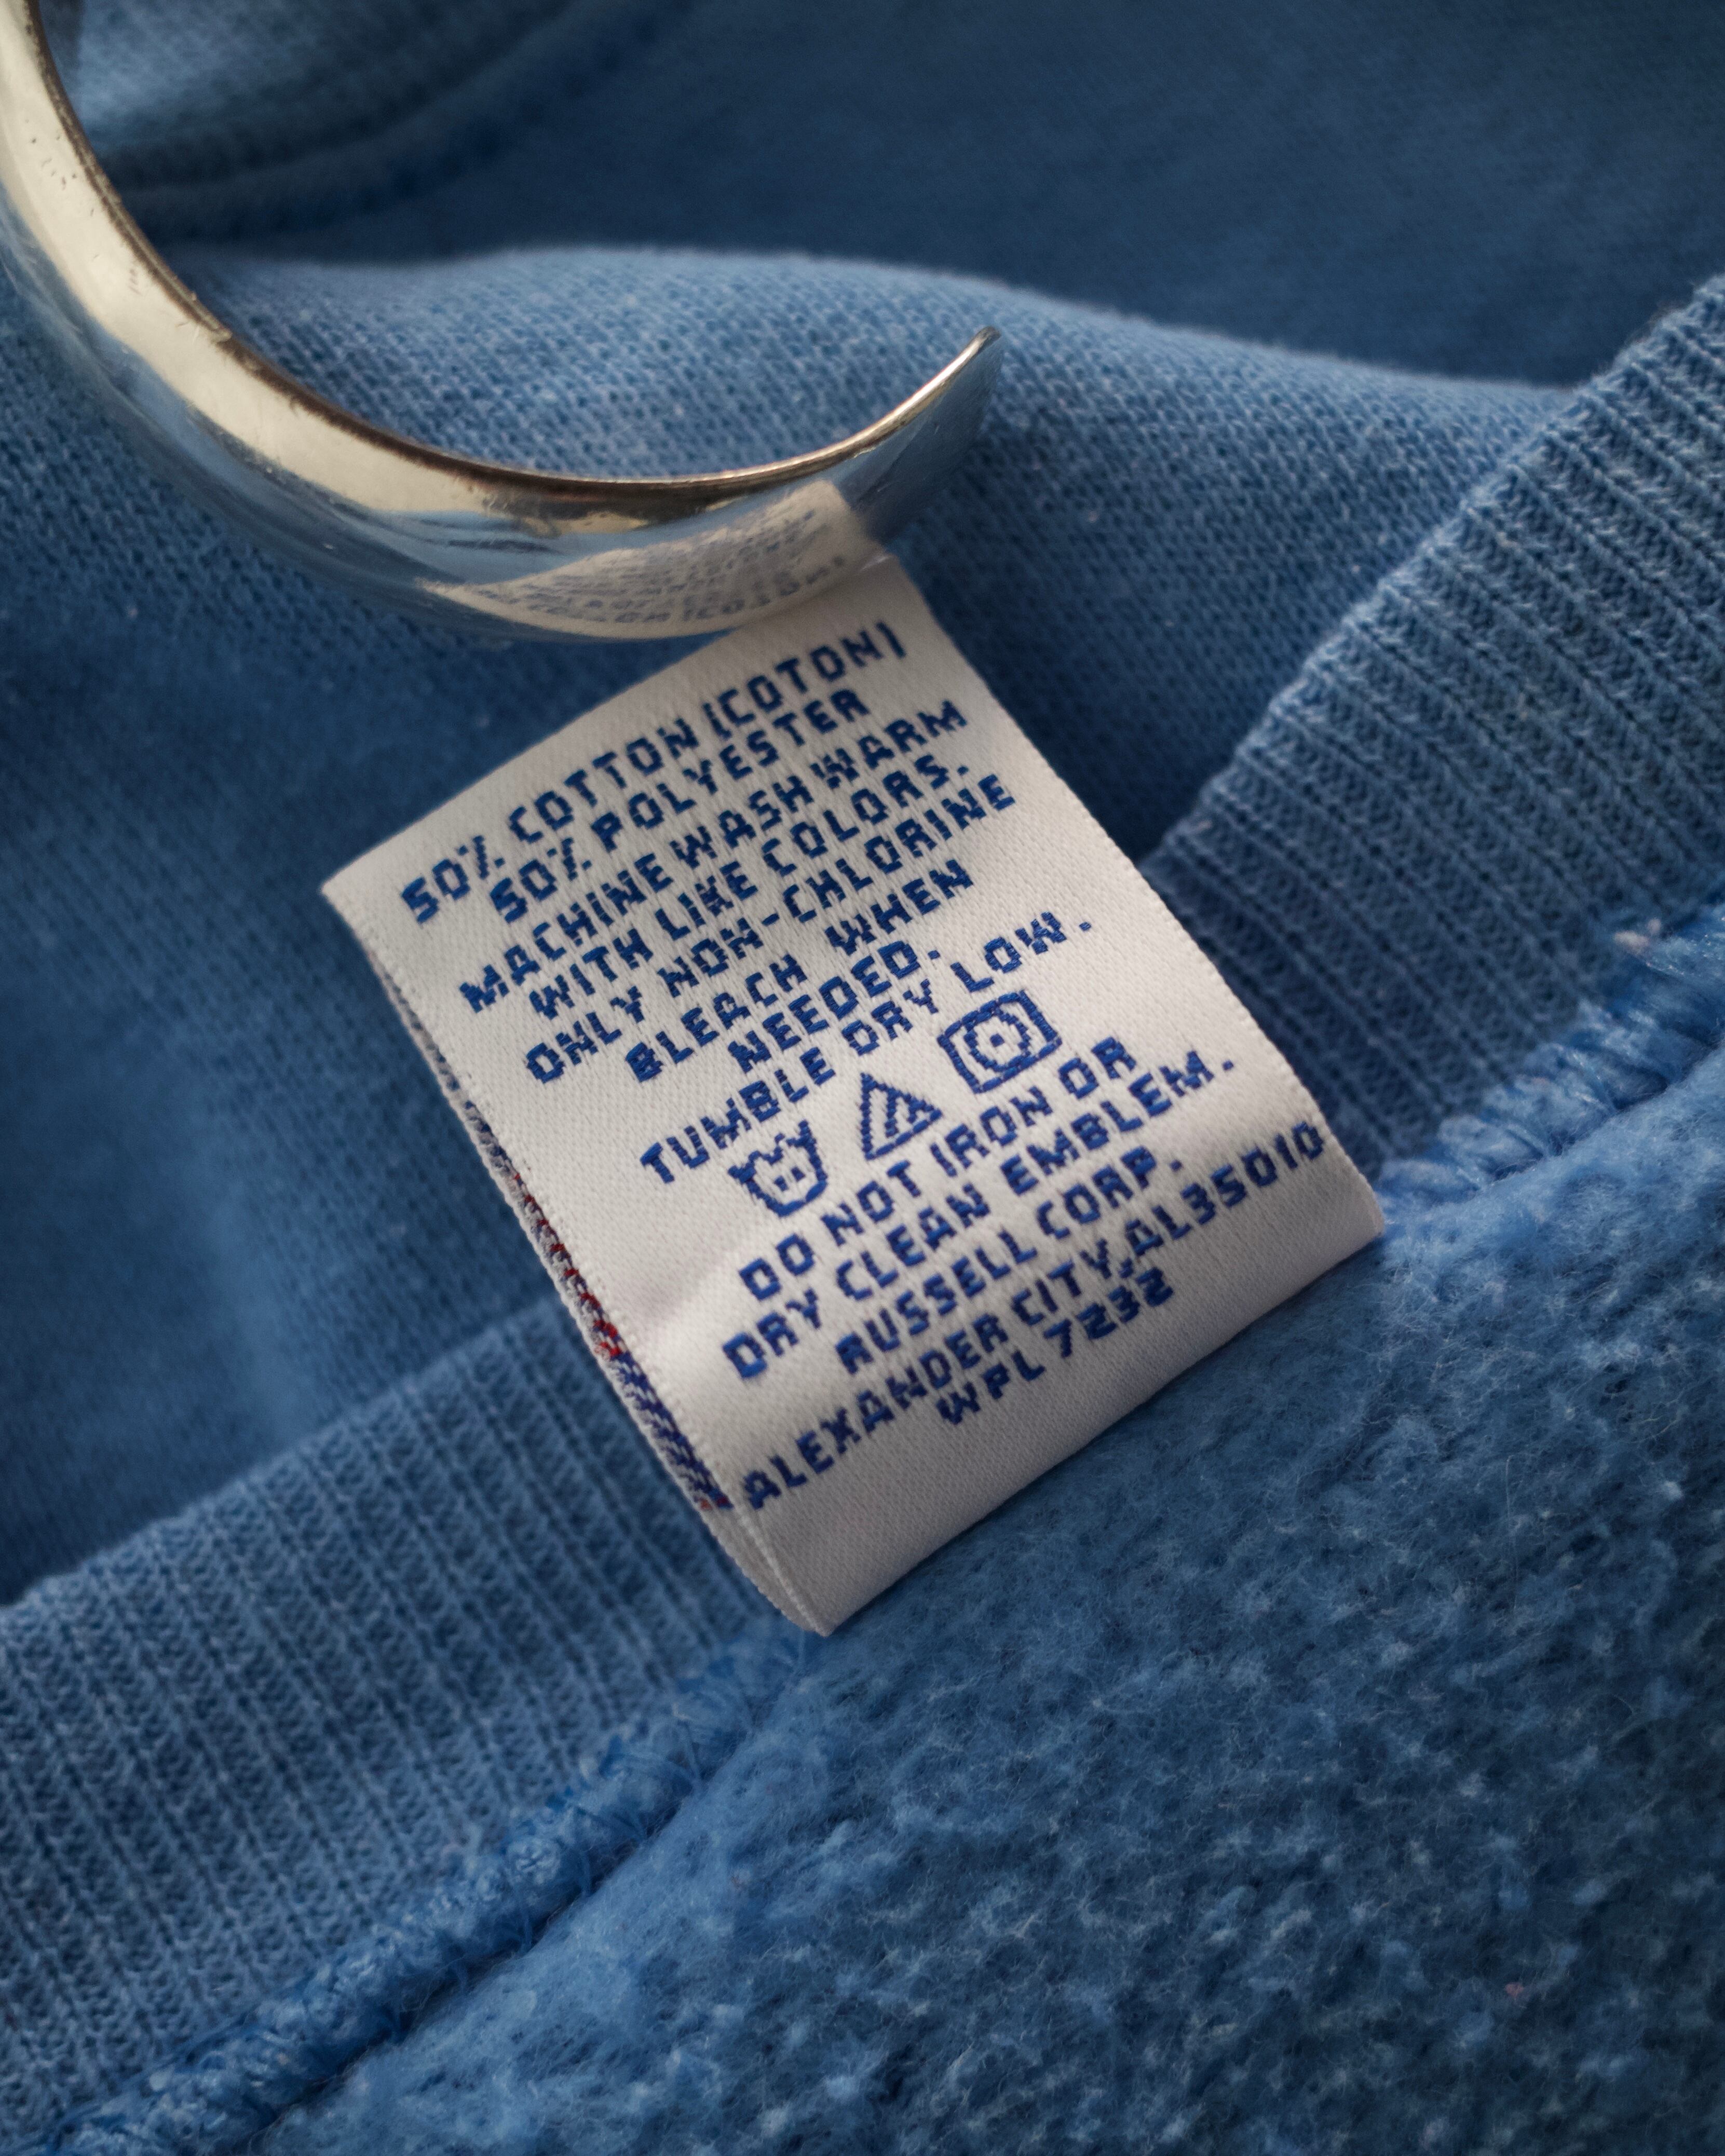 50% COTTON (COTON)
50% POLYESTER
MACHINE WASH WARM
WITH LIKE COLORS.
ONLY NON-CHLORINE
BLEACH WHEN
NEEDED.
TUMBLE DRY LOW.
DO NOT IRON OR
DRY CLEAN EMBLEM.
RUSSELL CORP.
ALEXANDER CITY,AL35010
WPL 7232